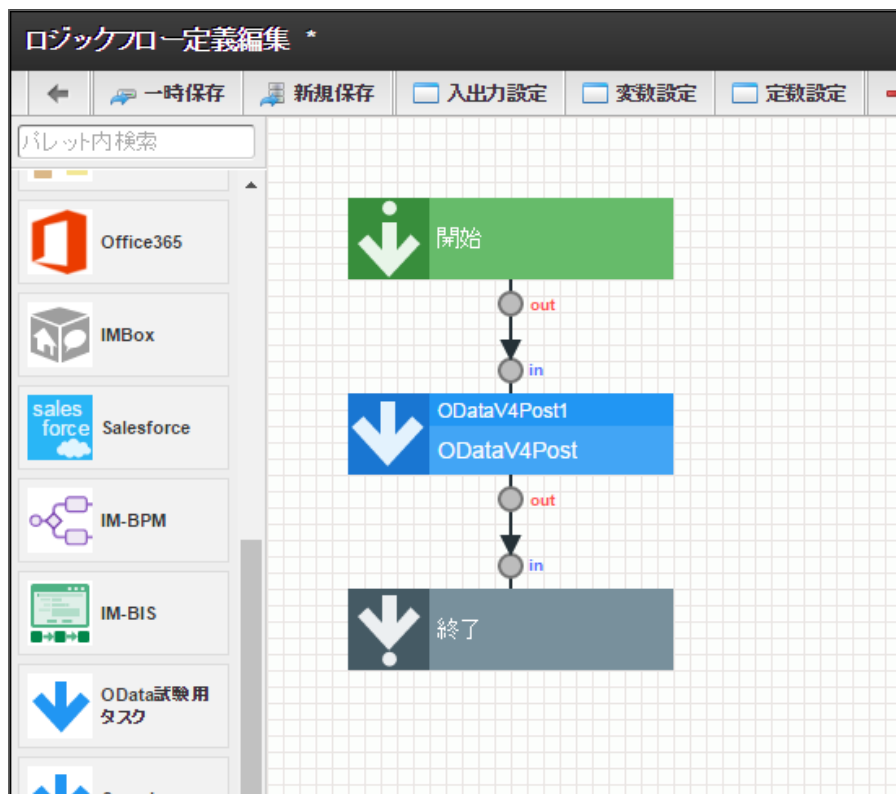 ロジックフロー定義編集 *
一時保存 新規保存 入出力設定 変数設定 定数設定
パレット内検索
Office365
IMBox
sales
force
Salesforce
IM-BPM
IM-BIS
OData試験用
タスク
開始
out
in
ODataV4Post1
ODataV4Post
out
in
終了